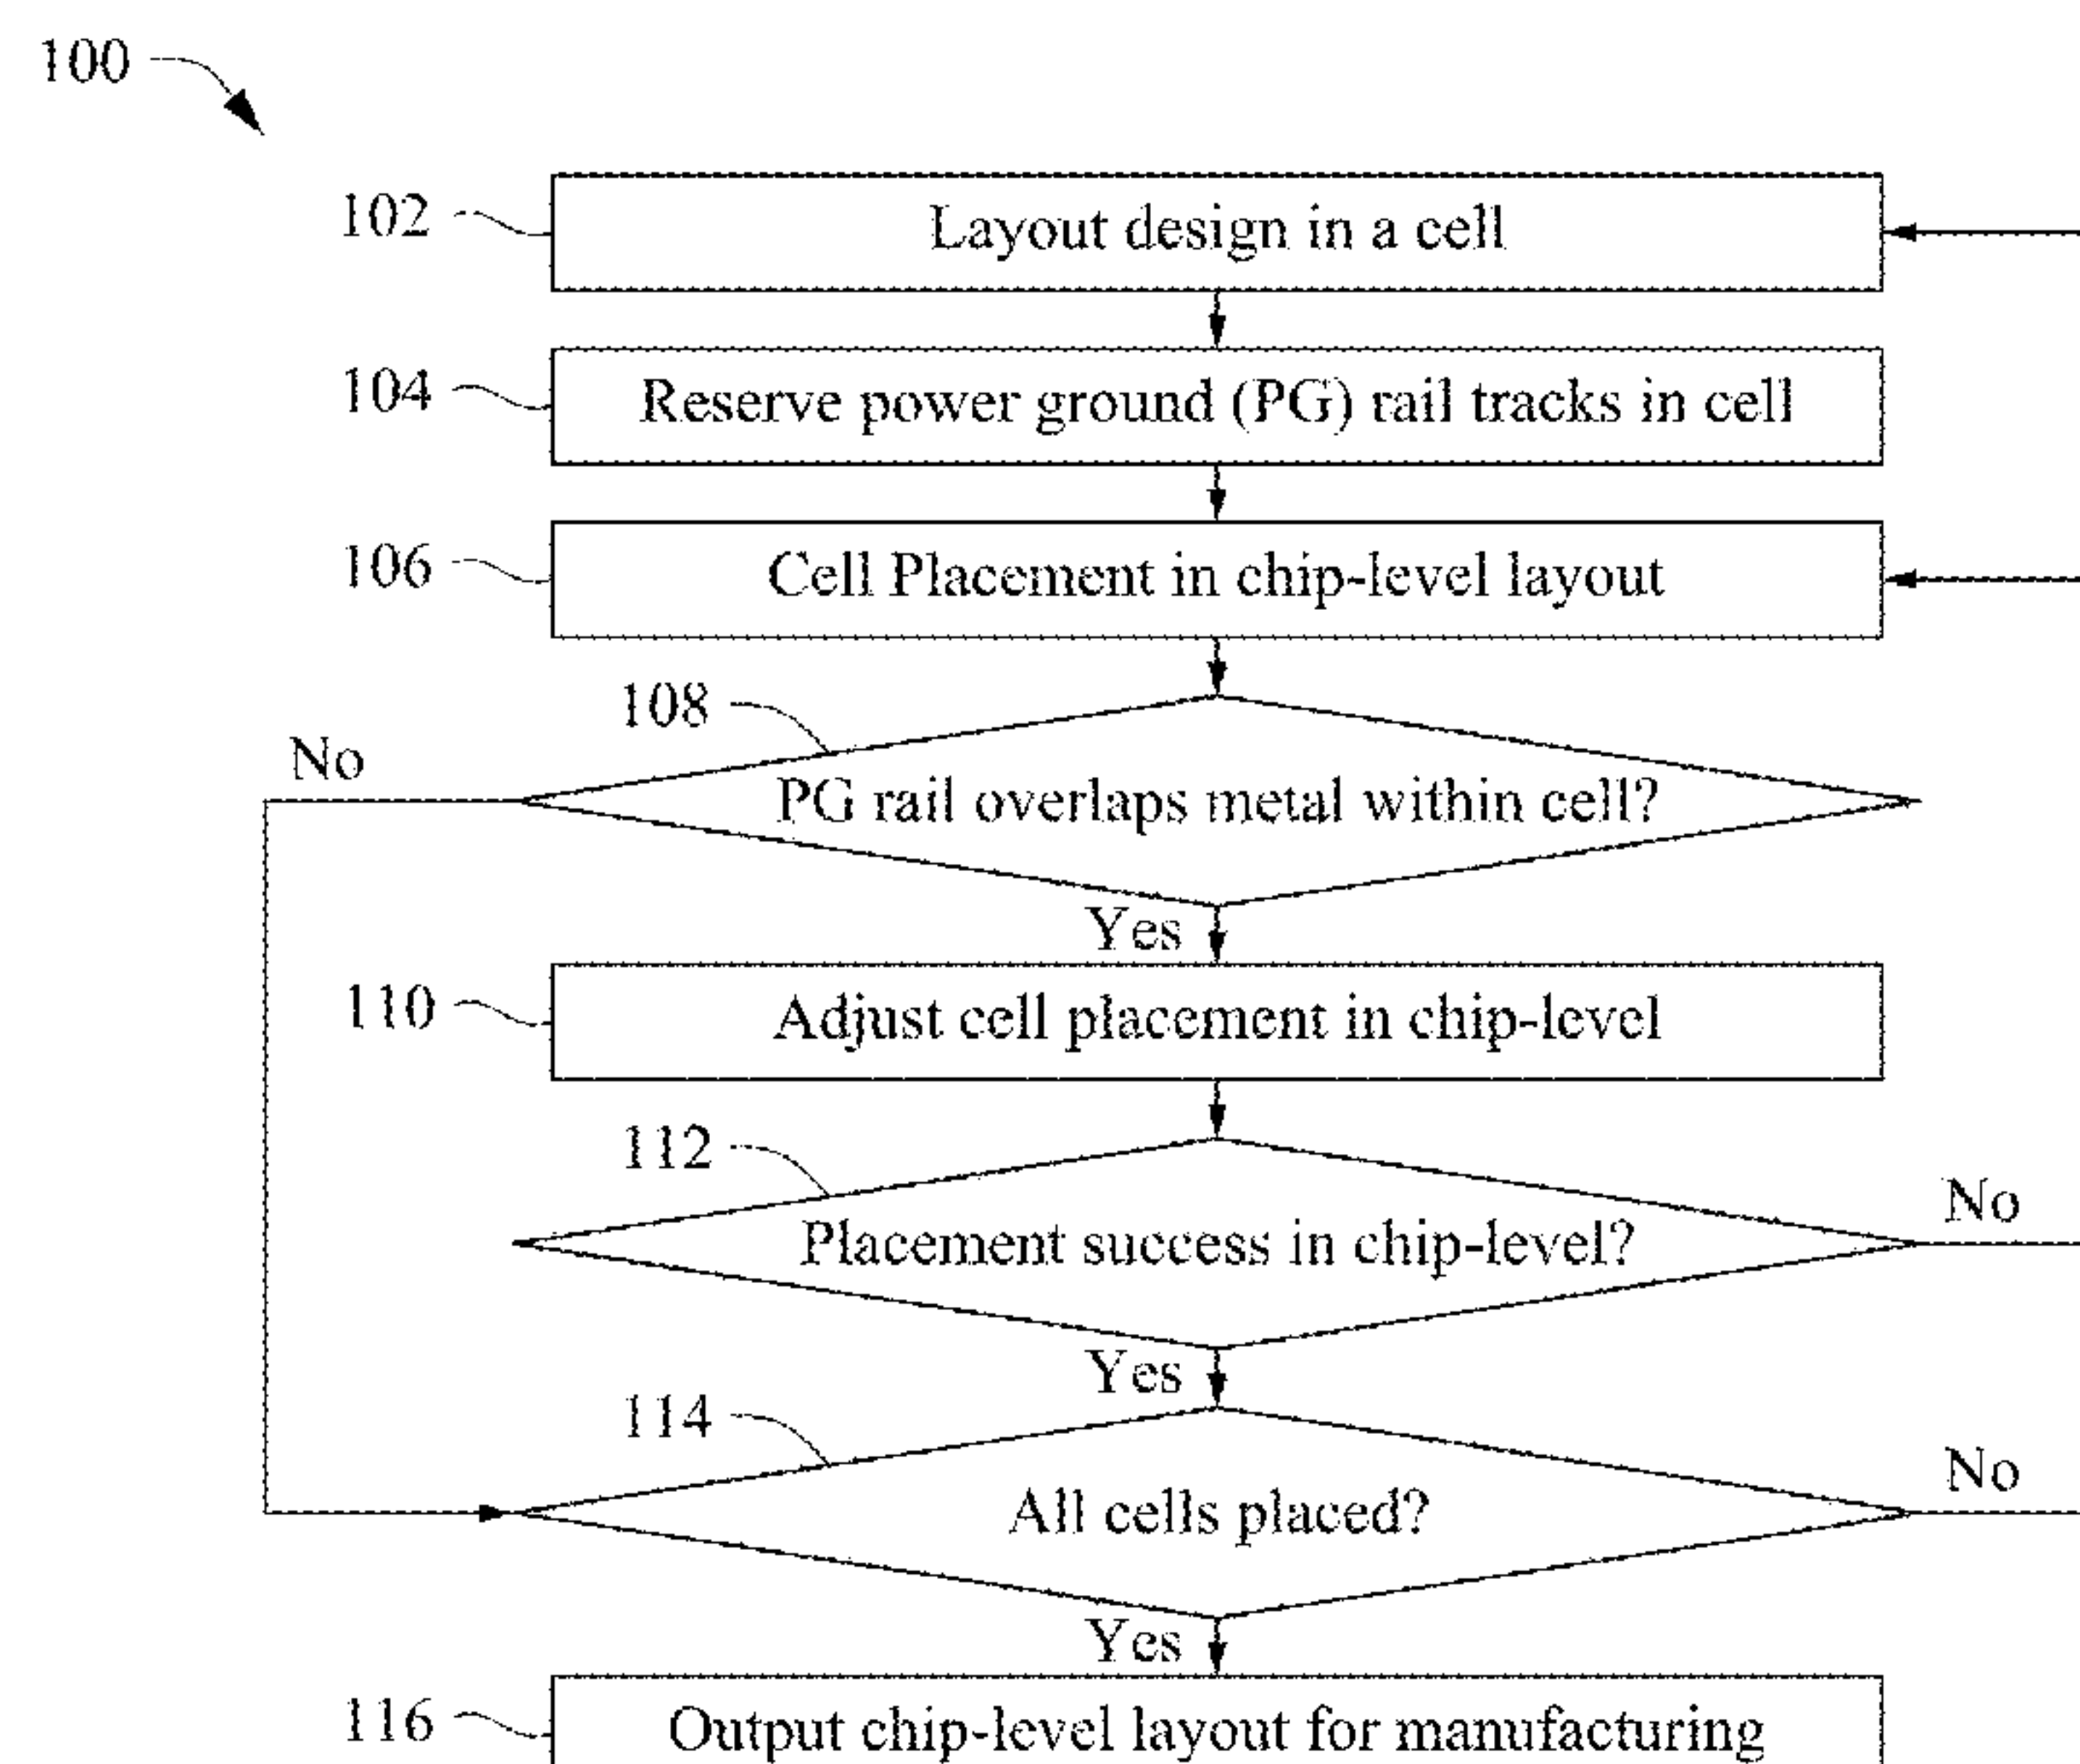 100
102
Layout design in a cell
104
Reserve power ground (PG) rail tracks in cell
106
Cell Placement in chip-level layout
108
No
PG rail overlaps metal within cell?
Yes
110
Adjust cell placement in chip-level
112
No
Placement success in chip-level?
Yes
114
No
All cells placed?
Yes
116
Output chip-level layout for manufacturing